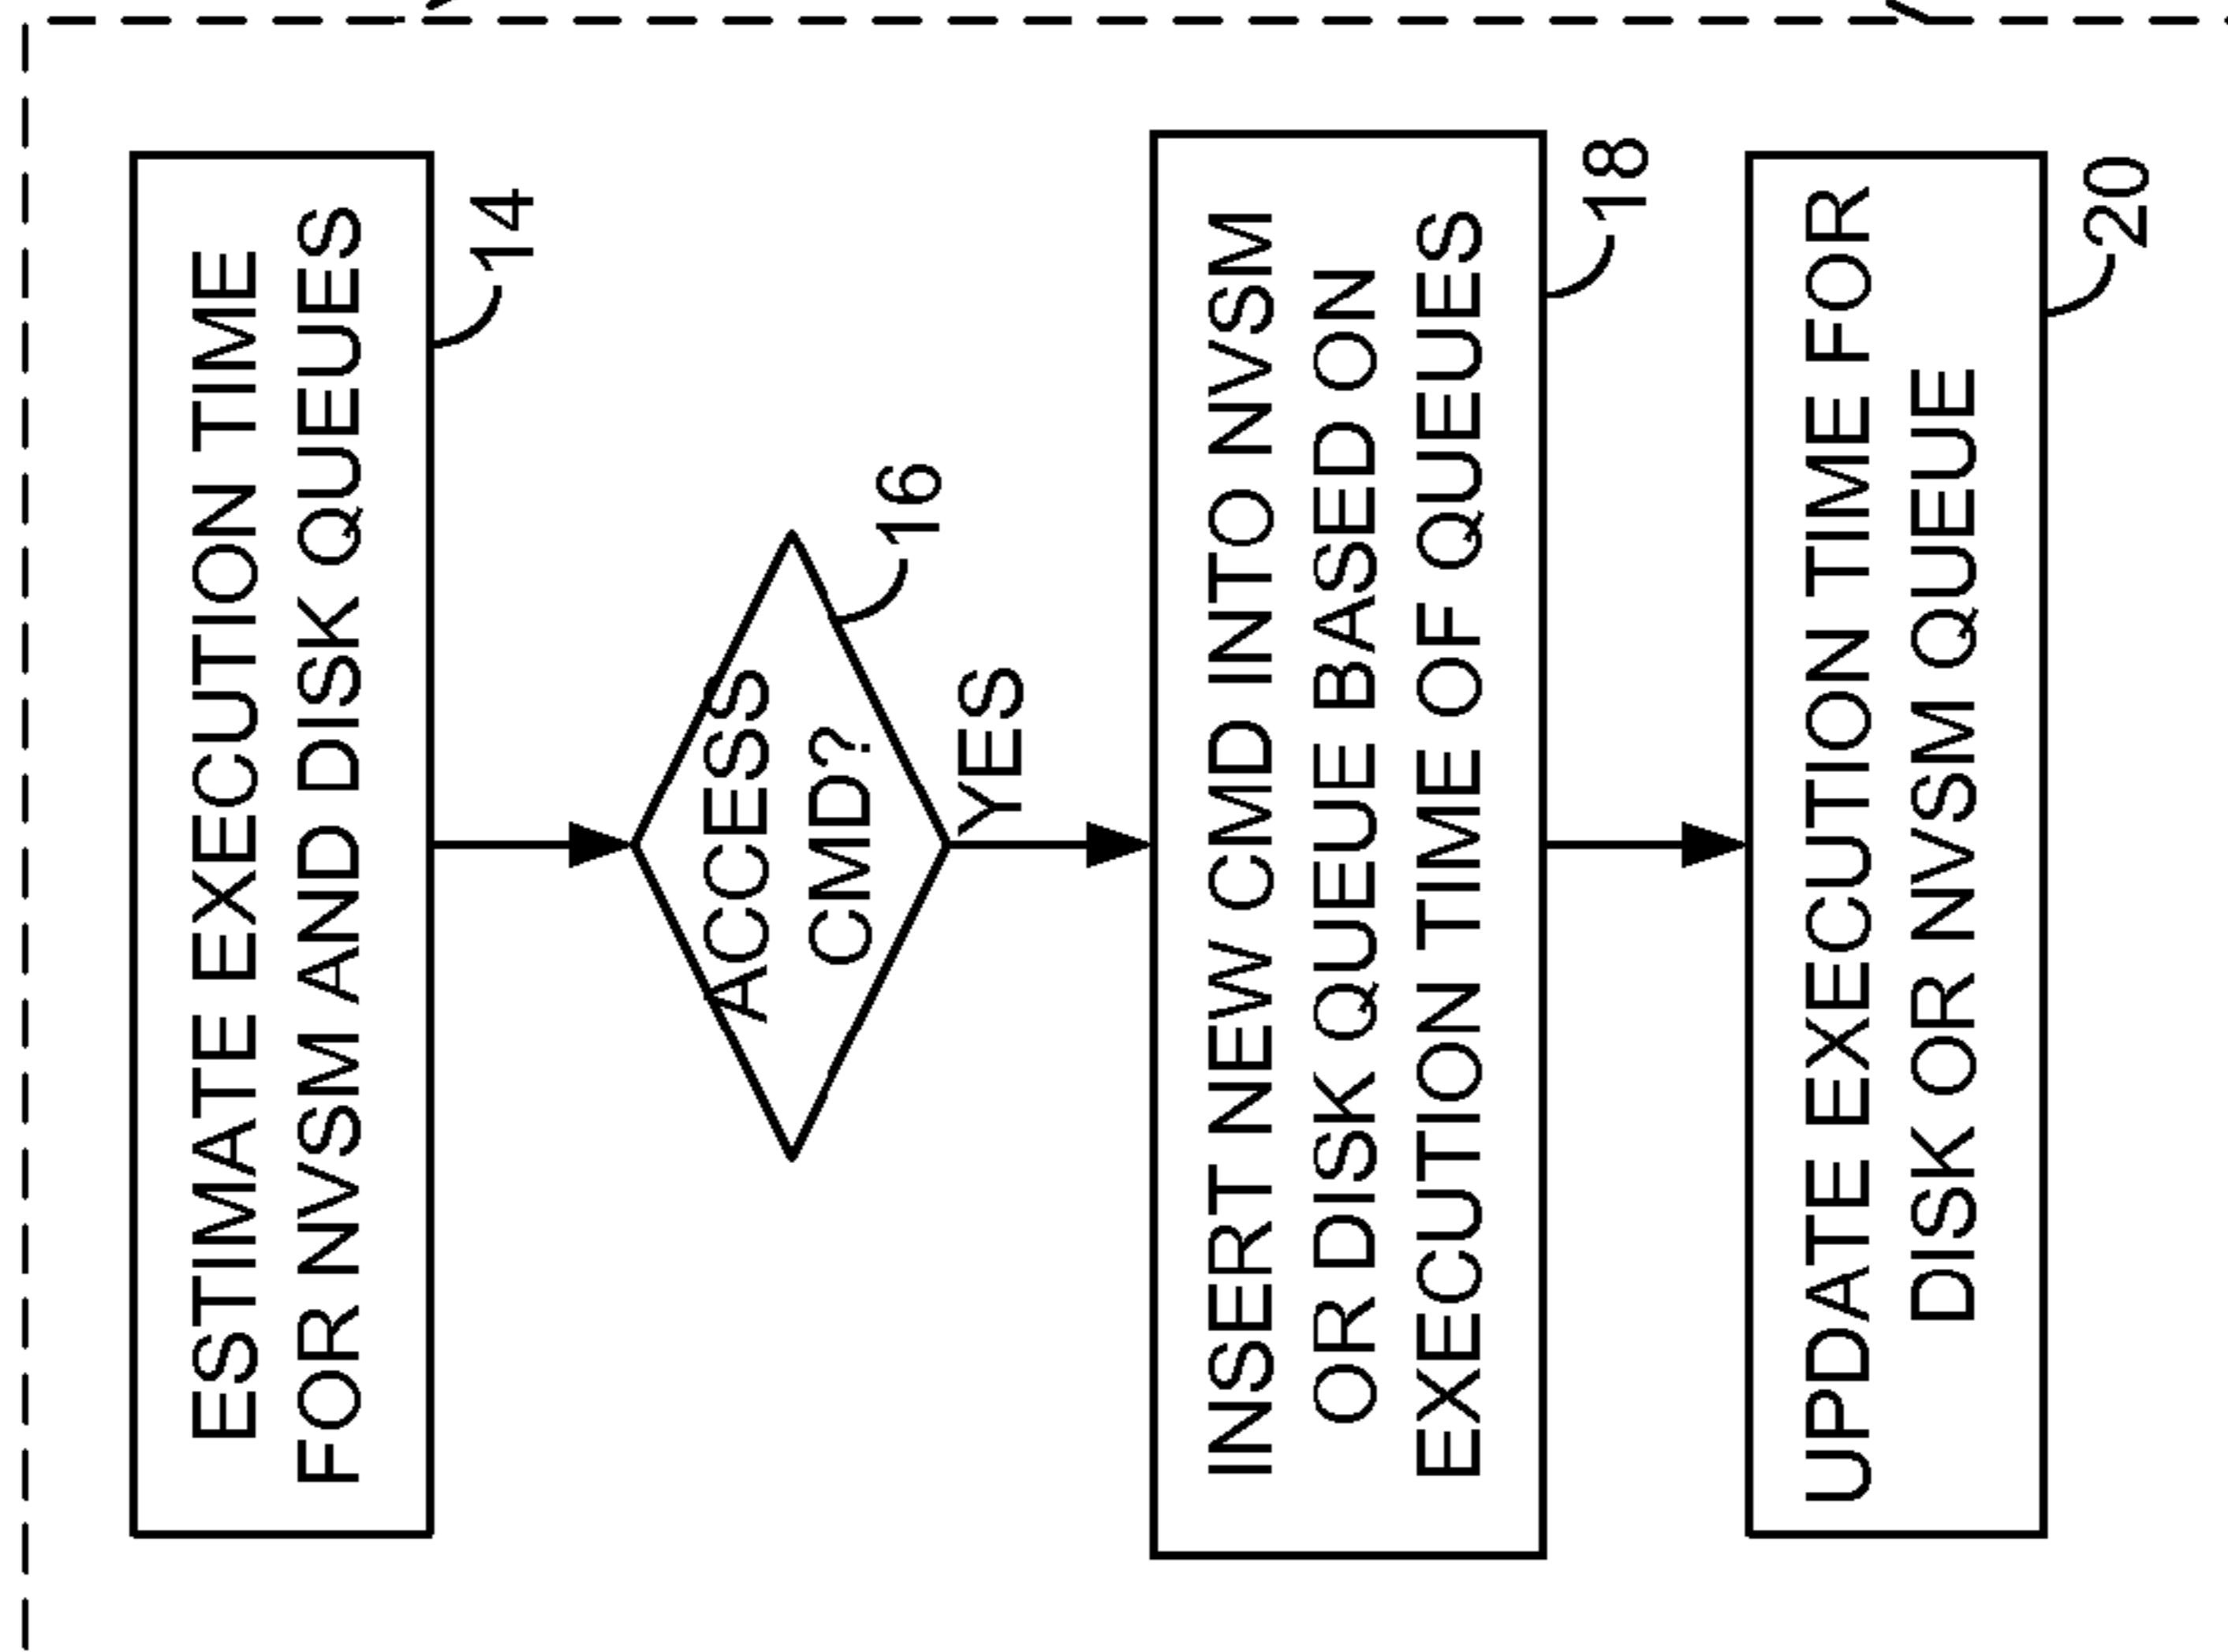 ESTIMATE EXECUTION TIME
FOR NVSM AND DISK QUEUES
14
ACCESS
CMD?
16
YES
INSERT NEW CMD INTO NVSM
OR DISK QUEUE BASED ON
EXECUTION TIME OF QUEUES
18
UPDATE EXECUTION TIME FOR
DISK OR NVSM QUEUE
20